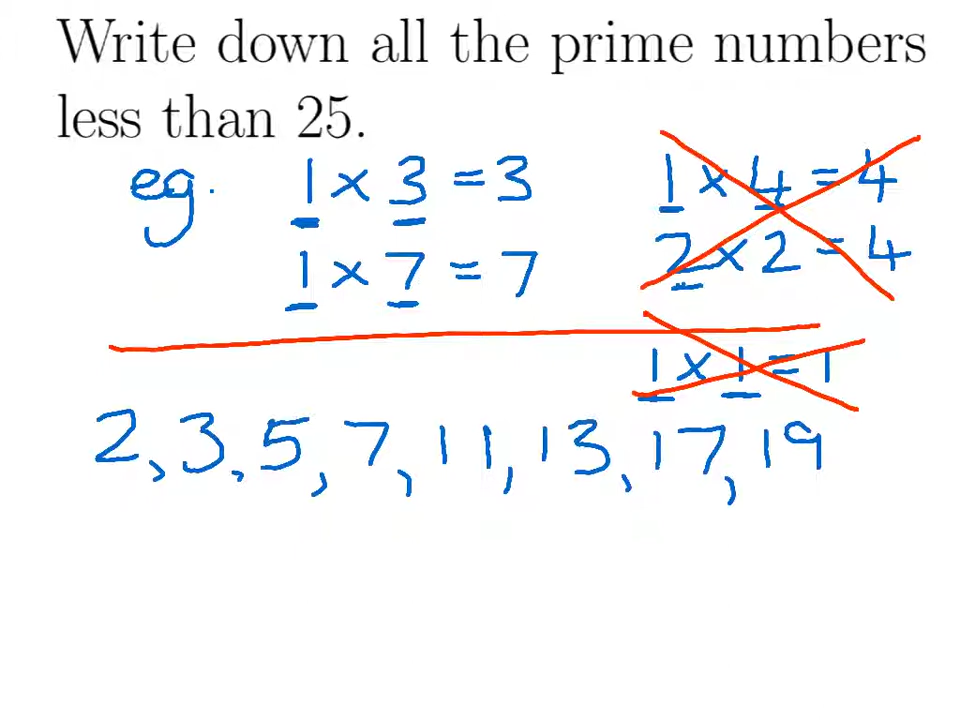 Write down all the prime numbers
less than 25.
eg. 1 × 3 = 3
1 × 7 = 7
1 × 4 = 4
2 × 2 = 4
1 × 1 = 1
2, 3, 5, 7, 11, 13, 17, 19